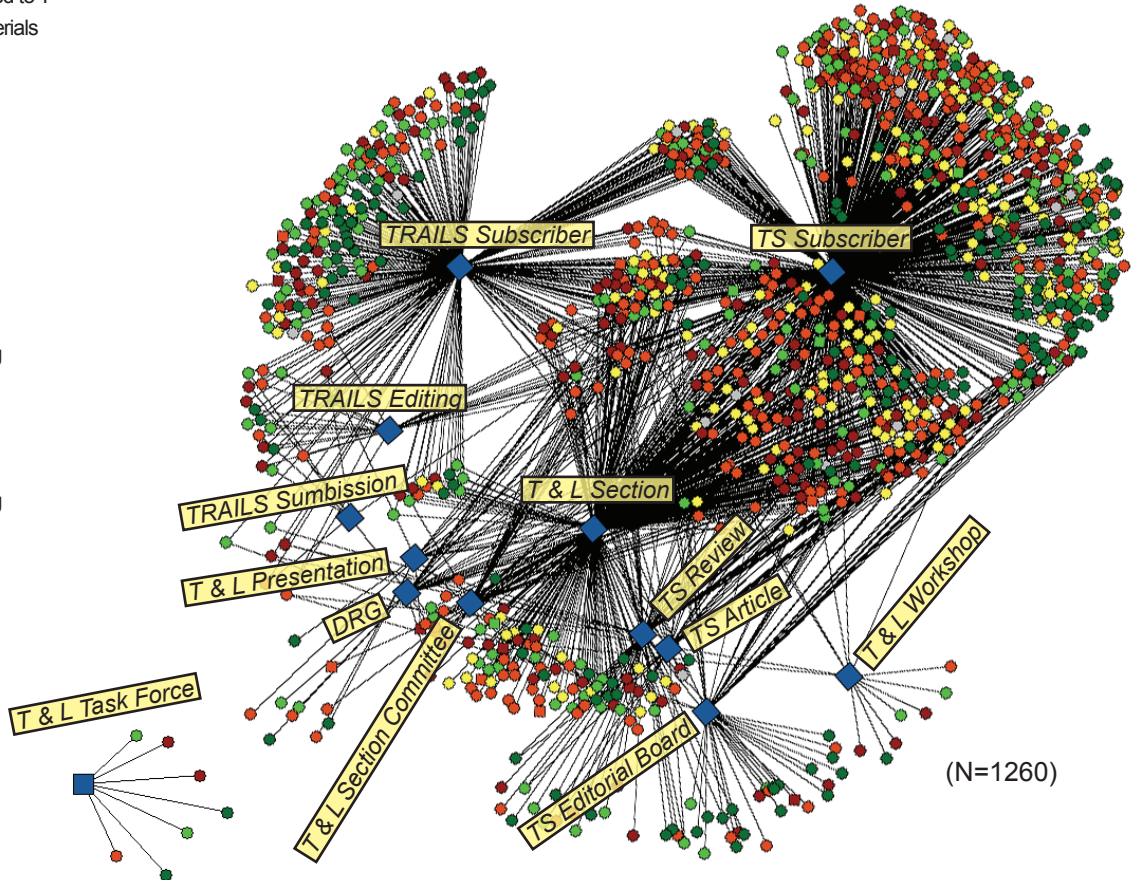 erials
TRAILS Subscriber
TS Subscriber
TRAILS Editing
TRAILS Sumbission
T & L Section
T & L Presentation
DRG
TS Review
TS Article
T & L Workshop
T & L Section Committee
T & L Task Force
TS Editorial Board
(N=1260)